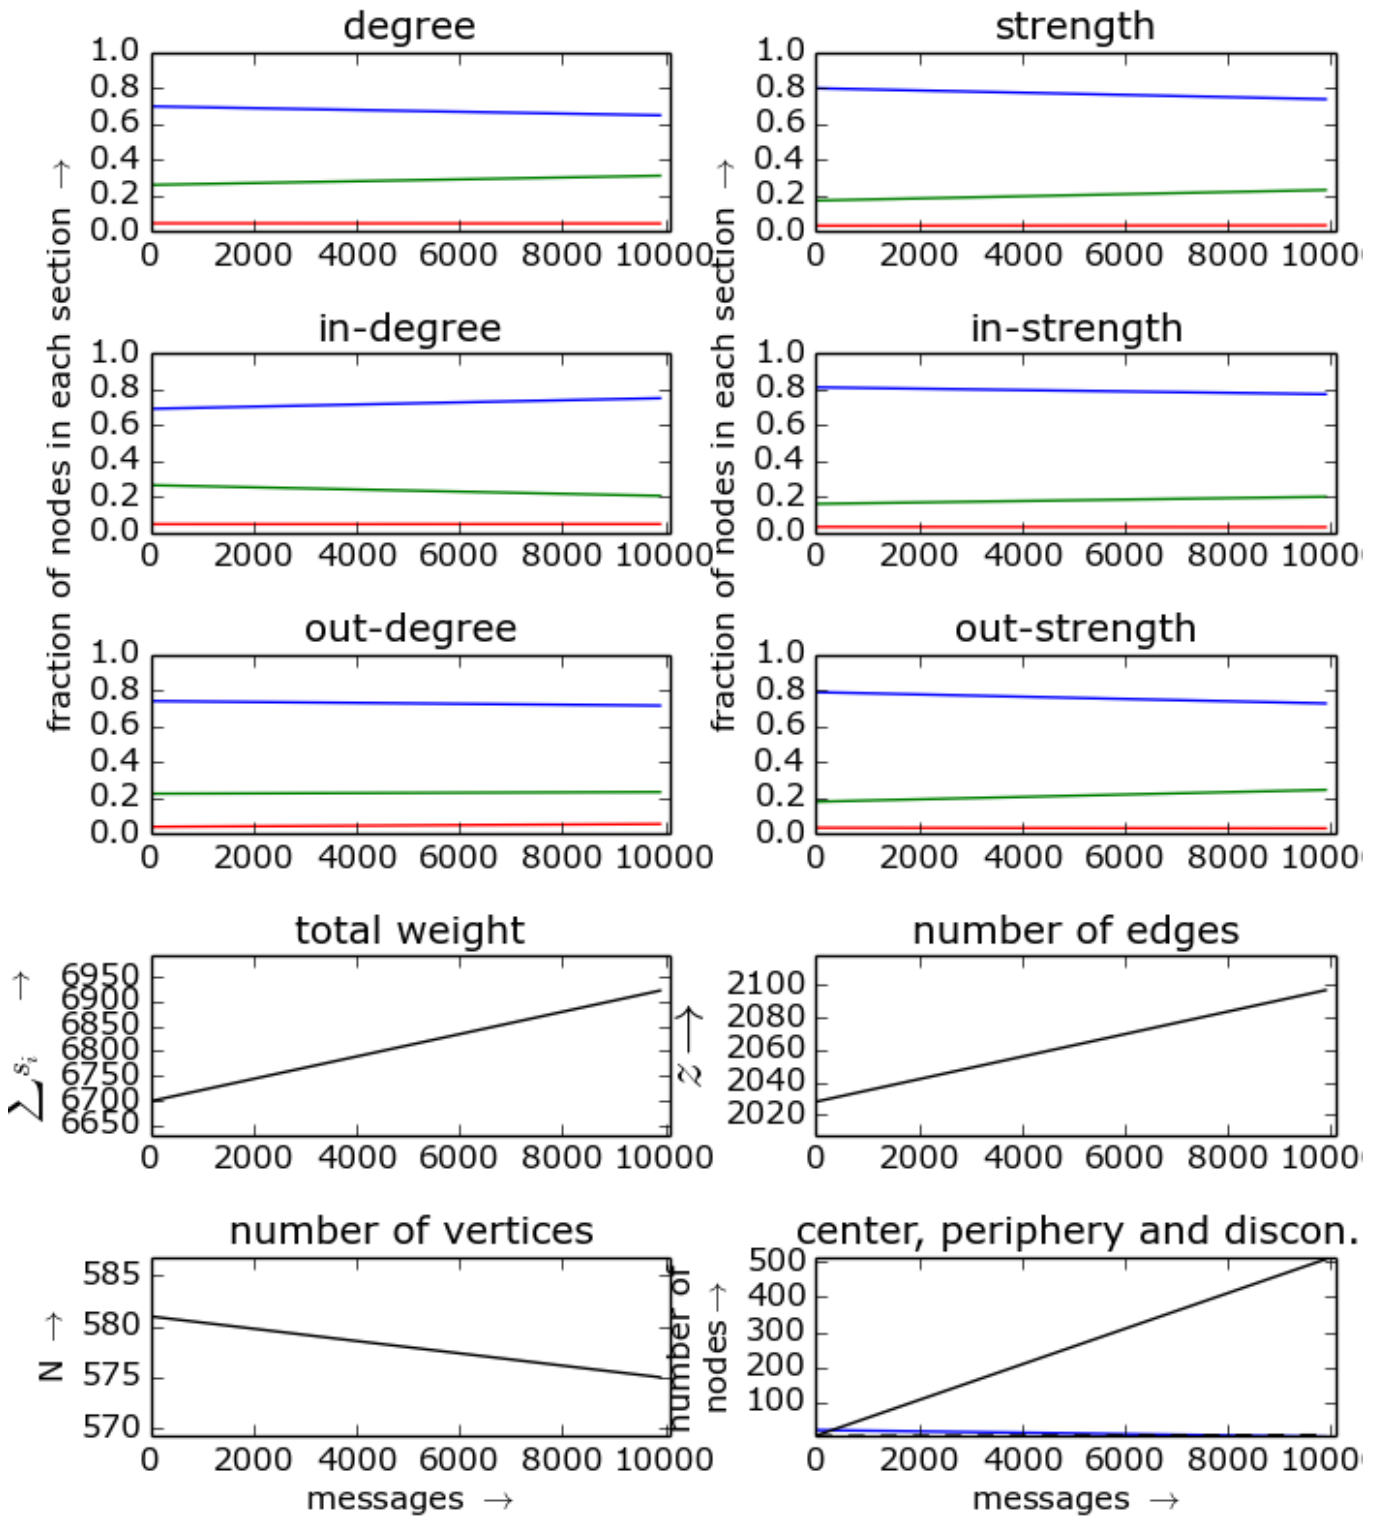 degree
1.0
0.8
0.6
0.4
0.2
0.0
0 2000 4000 6000 8000 10000
strength
1.0
0.8
0.6
0.4
0.2
0.0
0 2000 4000 6000 8000 1000
fraction of nodes in each section →
fraction of nodes in each section →
in-degree
1.0
0.8
0.6
0.4
0.2
0.0
0 2000 4000 6000 8000 10000
in-strength
1.0
0.8
0.6
0.4
0.2
0.0
0 2000 4000 6000 8000 1000
out-degree
1.0
0.8
0.6
0.4
0.2
0.0
0 2000 4000 6000 8000 10000
out-strength
1.0
0.8
0.6
0.4
0.2
0.0
0 2000 4000 6000 8000 1000
total weight
∑ s_i →
6950
6900
6850
6800
6750
6700
6650
0 2000 4000 6000 8000 10000
number of edges
z →
2100
2080
2060
2040
2020
0 2000 4000 6000 8000 1000
number of vertices
N →
585
580
575
570
0 2000 4000 6000 8000 10000
messages →
center, periphery and discon.
number of
nodes →
500
400
300
200
100
0 2000 4000 6000 8000 1000
messages →